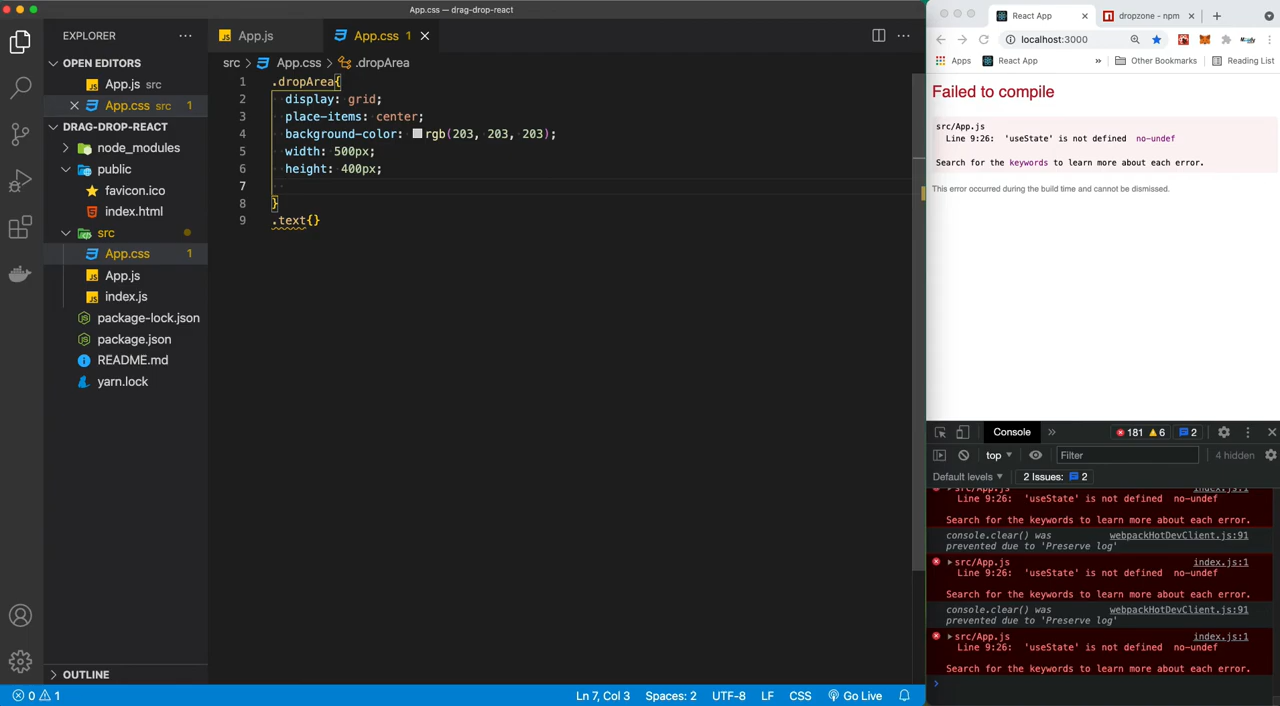 App.css — drag-drop-react
EXPLORER
OPEN EDITORS
App.js src
App.css src 1
DRAG-DROP-REACT
node_modules
public
favicon.ico
index.html
src
App.css 1
App.js
index.js
package-lock.json
package.json
README.md
yarn.lock
OUTLINE
App.js
App.css 1
src > App.css > .dropArea
1 .dropArea{
2 display: grid;
3 place-items: center;
4 background-color: rgb(203, 203, 203);
5 width: 500px;
6 height: 400px;
7
8 }
9 .text{}
0 1
Ln 7, Col 3
Spaces: 2
UTF-8
LF
CSS
Go Live
React App
dropzone - npm
localhost:3000
Apps
React App
»
Other Bookmarks
Reading List
Failed to compile
src/App.js
Line 9:26: 'useState' is not defined no-undef
Search for the keywords to learn more about each error.
This error occurred during the build time and cannot be dismissed.
Console
»
181 6 2
top
Filter
4 hidden
Default levels
2 Issues: 2
src/App.js index.js:1
Line 9:26: 'useState' is not defined no-undef
Search for the keywords to learn more about each error.
console.clear() was webpackHotDevClient.js:91
prevented due to 'Preserve log'
src/App.js index.js:1
Line 9:26: 'useState' is not defined no-undef
Search for the keywords to learn more about each error.
console.clear() was webpackHotDevClient.js:91
prevented due to 'Preserve log'
src/App.js index.js:1
Line 9:26: 'useState' is not defined no-undef
Search for the keywords to learn more about each error.